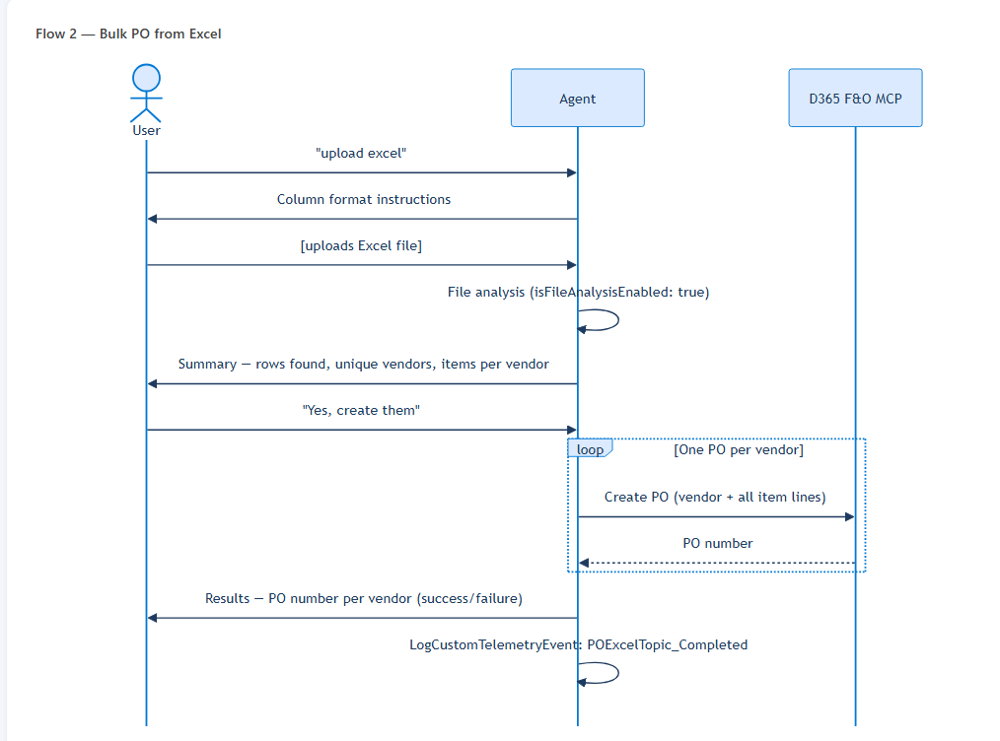 Flow 2 — Bulk PO from Excel
User
Agent
D365 F&O MCP
"upload excel"
Column format instructions
[uploads Excel file]
File analysis (isFileAnalysisEnabled: true)
Summary — rows found, unique vendors, items per vendor
"Yes, create them"
loop
[One PO per vendor]
Create PO (vendor + all item lines)
PO number
Results — PO number per vendor (success/failure)
LogCustomTelemetryEvent: POExcelTopic_Completed